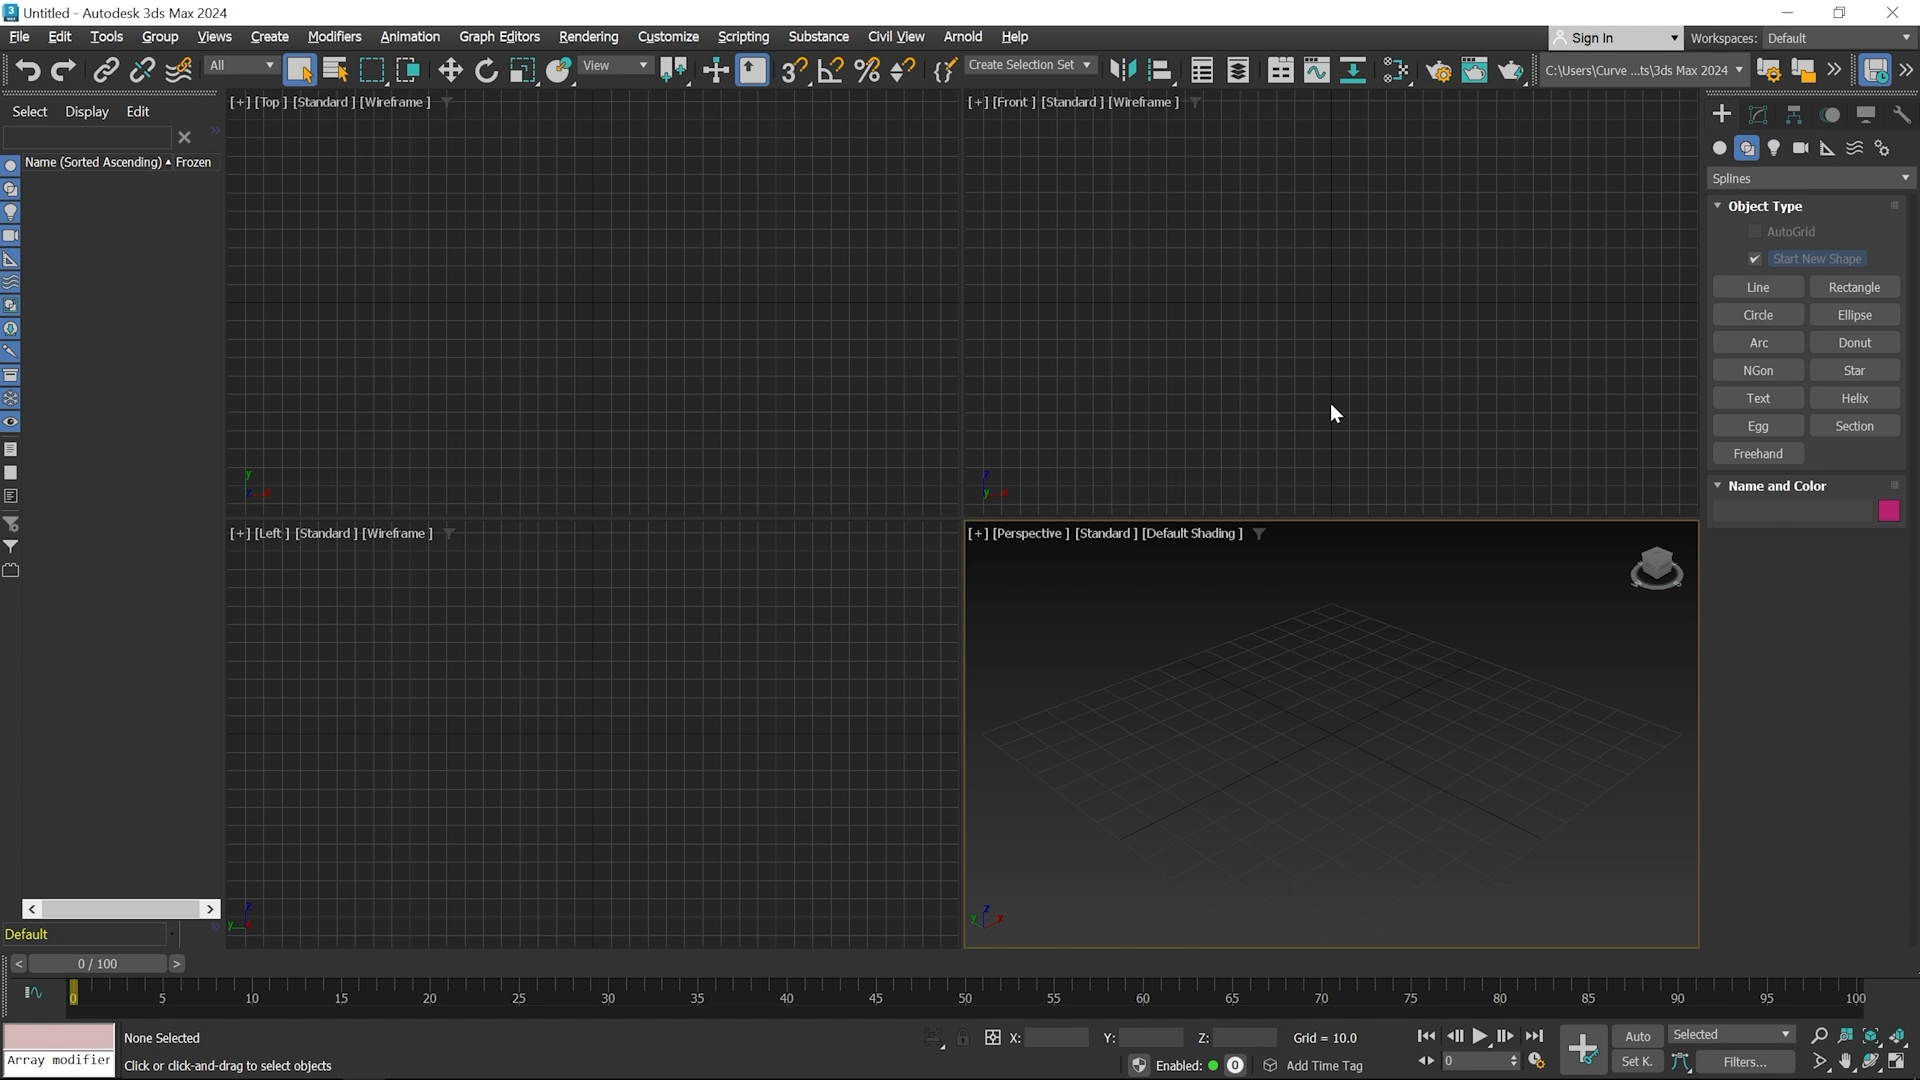 Untitled - Autodesk 3ds Max 2024
File Edit Tools Group Views Create Modifiers Animation Graph Editors Rendering Customize Scripting Substance Civil View Arnold Help
Sign In Workspaces: Default
All View Create Selection Set C:\Users\Curve ...ts\3ds Max 2024
Select Display Edit
Name (Sorted Ascending) Frozen
[+] [Top ] [Standard ] [Wireframe ]
[+] [Front ] [Standard ] [Wireframe ]
[+] [Left ] [Standard ] [Wireframe ]
[+] [Perspective ] [Standard ] [Default Shading ]
Splines
Object Type
AutoGrid
Start New Shape
Line Rectangle
Circle Ellipse
Arc Donut
NGon Star
Text Helix
Egg Section
Freehand
Name and Color
Default
< 0 / 100 >
0 5 10 15 20 25 30 35 40 45 50 55 60 65 70 75 80 85 90 95 100
None Selected X: Y: Z: Grid = 10.0 Auto Selected
Array modifier Click or click-and-drag to select objects Enabled: 0 Add Time Tag 0 Set K. Filters...